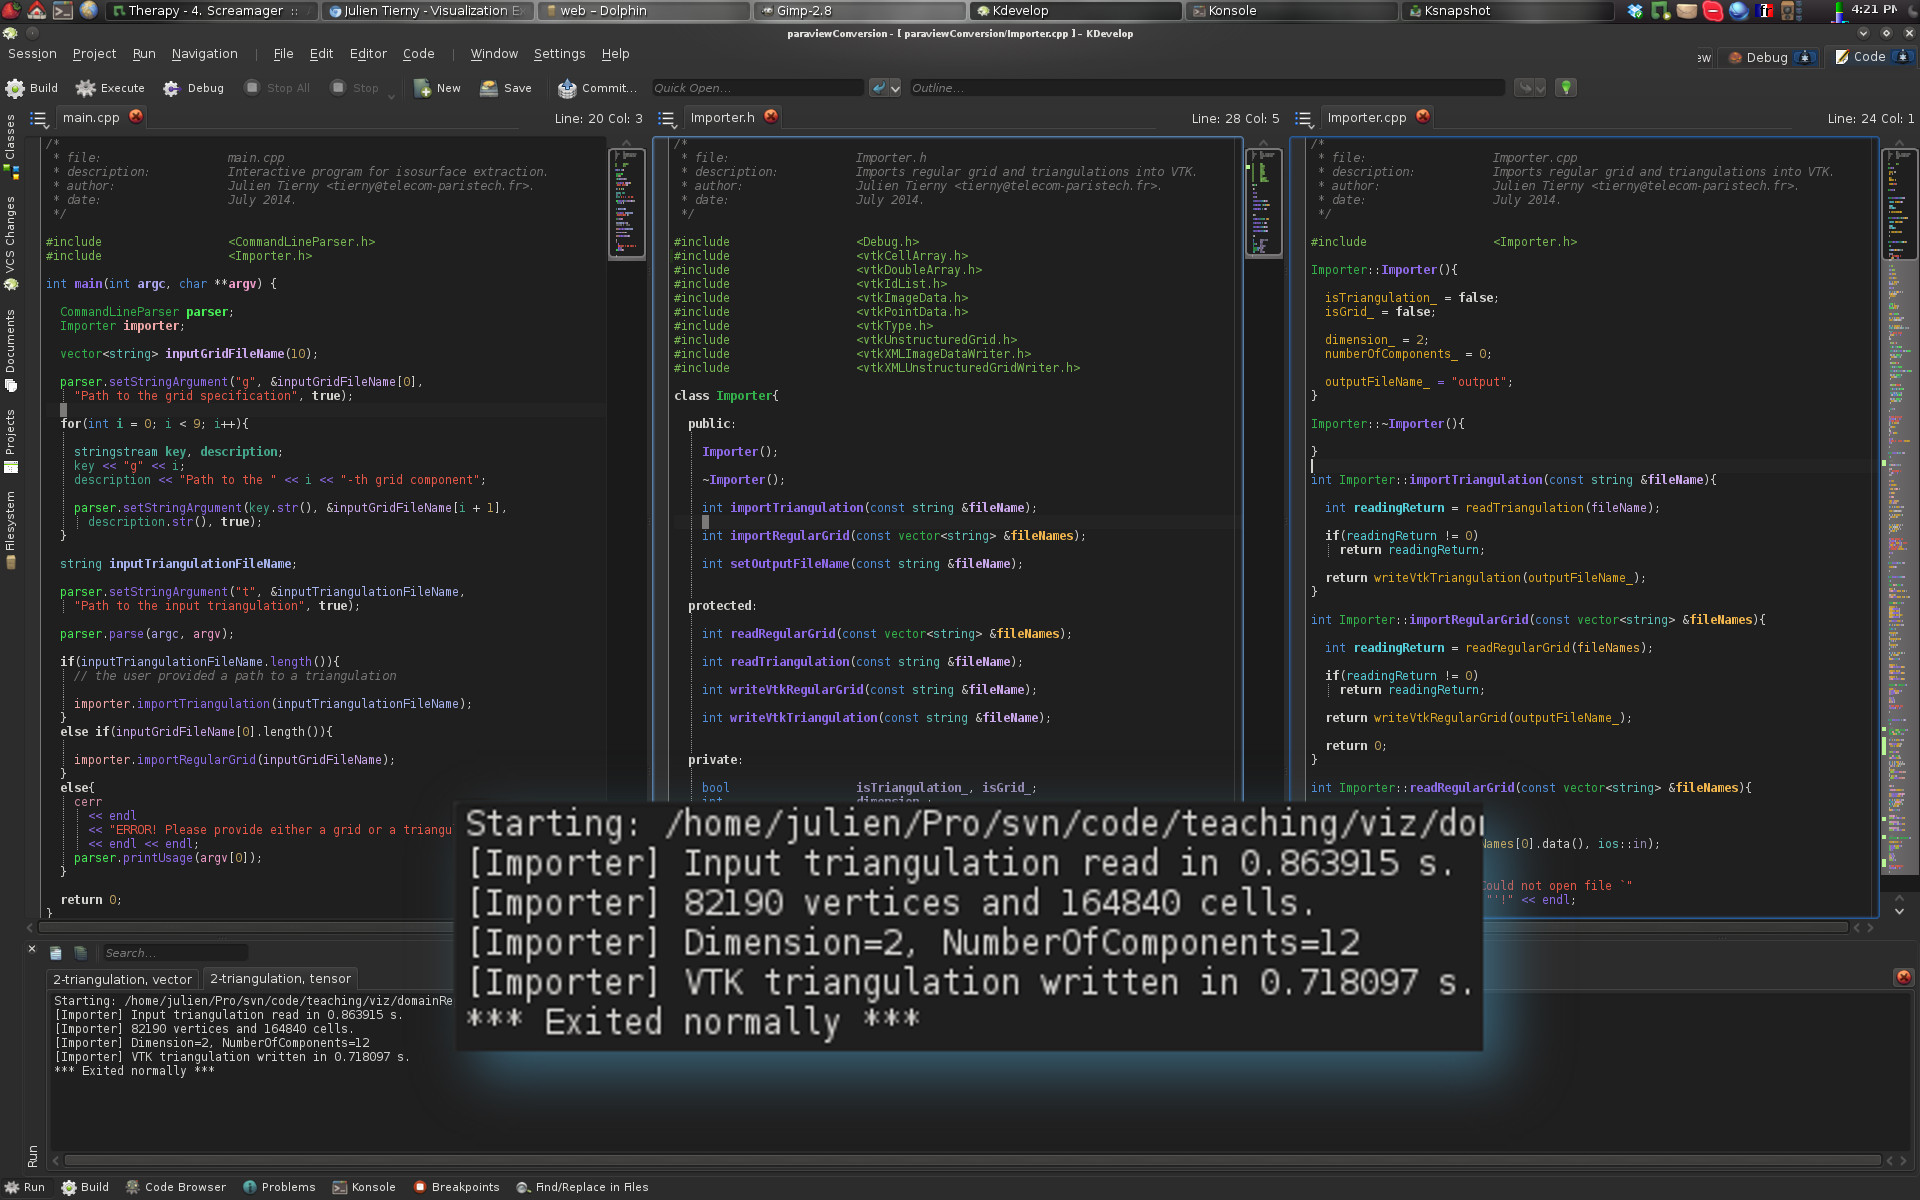 Therapy - 4. Screamager ::
Julien Tierny - Visualization E
web – Dolphin
Gimp-2.8
Kdevelop
Konsole
Ksnapshot
4:21 PM
paraviewConversion - [ paraviewConversion/Importer.cpp ] – KDevelop
Session Project Run Navigation File Edit Editor Code Window Settings Help
ew Debug Code
Build Execute Debug Stop All Stop New Save Commit... Quick Open... Outline...
main.cpp Line: 20 Col: 3
Classes
VCS Changes
Documents
Projects
Filesystem
/*
* file: main.cpp
* description: Interactive program for isosurface extraction.
* author: Julien Tierny <tierny@telecom-paristech.fr>.
* date: July 2014.
*/
#include <CommandLineParser.h>
#include <Importer.h>
int main(int argc, char **argv) {
CommandLineParser parser;
Importer importer;
vector<string> inputGridFileName(10);
parser.setStringArgument("g", &inputGridFileName[0],
"Path to the grid specification", true);
for(int i = 0; i < 9; i++){
stringstream key, description;
key << "g" << i;
description << "Path to the " << i << "-th grid component";
parser.setStringArgument(key.str(), &inputGridFileName[i + 1],
description.str(), true);
}
string inputTriangulationFileName;
parser.setStringArgument("t", &inputTriangulationFileName,
"Path to the input triangulation", true);
parser.parse(argc, argv);
if(inputTriangulationFileName.length()){
// the user provided a path to a triangulation
importer.importTriangulation(inputTriangulationFileName);
}
else if(inputGridFileName[0].length()){
importer.importRegularGrid(inputGridFileName);
}
else{
cerr
<< endl
<< "ERROR! Please provide either a grid or a triangu
<< endl << endl;
parser.printUsage(argv[0]);
}
return 0;
}
Importer.h Line: 28 Col: 5
/*
* file: Importer.h
* description: Imports regular grid and triangulations into VTK.
* author: Julien Tierny <tierny@telecom-paristech.fr>.
* date: July 2014.
*/
#include <Debug.h>
#include <vtkCellArray.h>
#include <vtkDoubleArray.h>
#include <vtkIdList.h>
#include <vtkImageData.h>
#include <vtkPointData.h>
#include <vtkType.h>
#include <vtkUnstructuredGrid.h>
#include <vtkXMLImageDataWriter.h>
#include <vtkXMLUnstructuredGridWriter.h>
class Importer{
public:
Importer();
~Importer();
int importTriangulation(const string &fileName);
int importRegularGrid(const vector<string> &fileNames);
int setOutputFileName(const string &fileName);
protected:
int readRegularGrid(const vector<string> &fileNames);
int readTriangulation(const string &fileName);
int writeVtkRegularGrid(const string &fileName);
int writeVtkTriangulation(const string &fileName);
private:
bool isTriangulation_, isGrid_;
int dimension_;
Importer.cpp Line: 24 Col: 1
/*
* file: Importer.cpp
* description: Imports regular grid and triangulations into VTK.
* author: Julien Tierny <tierny@telecom-paristech.fr>.
* date: July 2014.
*/
#include <Importer.h>
Importer::Importer(){
isTriangulation_ = false;
isGrid_ = false;
dimension_ = 2;
numberOfComponents_ = 0;
outputFileName_ = "output";
}
Importer::~Importer(){
}
int Importer::importTriangulation(const string &fileName){
int readingReturn = readTriangulation(fileName);
if(readingReturn != 0)
return readingReturn;
return writeVtkTriangulation(outputFileName_);
}
int Importer::importRegularGrid(const vector<string> &fileNames){
int readingReturn = readRegularGrid(fileNames);
if(readingReturn != 0)
return readingReturn;
return writeVtkRegularGrid(outputFileName_);
return 0;
}
int Importer::readRegularGrid(const vector<string> &fileNames){
Names[0].data(), ios::in);
Could not open file `"
"'!" << endl;
Starting: /home/julien/Pro/svn/code/teaching/viz/do
[Importer] Input triangulation read in 0.863915 s.
[Importer] 82190 vertices and 164840 cells.
[Importer] Dimension=2, NumberOfComponents=12
[Importer] VTK triangulation written in 0.718097 s.
*** Exited normally ***
Search...
2-triangulation, vector 2-triangulation, tensor
Starting: /home/julien/Pro/svn/code/teaching/viz/domainRe
[Importer] Input triangulation read in 0.863915 s.
[Importer] 82190 vertices and 164840 cells.
[Importer] Dimension=2, NumberOfComponents=12
[Importer] VTK triangulation written in 0.718097 s.
*** Exited normally ***
Run
Run Build Code Browser Problems Konsole Breakpoints Find/Replace in Files